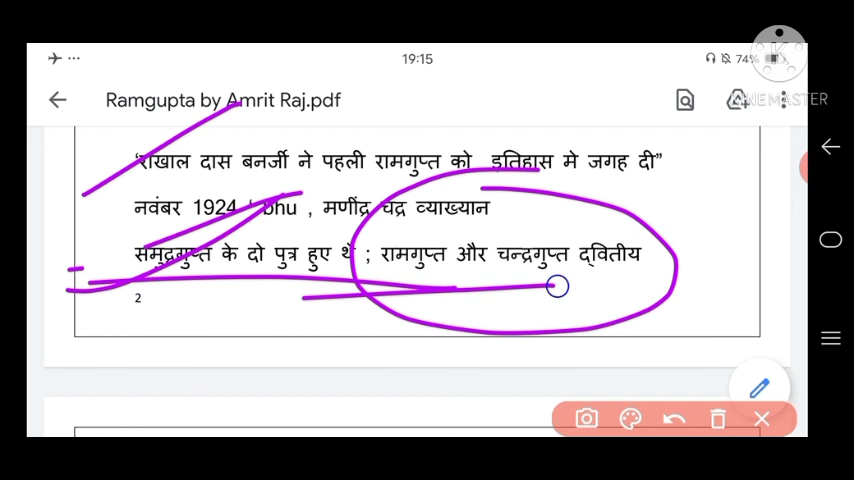 19:15
74%
Ramgupta by Amrit Raj.pdf
KINEMASTER
‘राखाल दास बनर्जी ने पहली रामगुप्त को इतिहास मे जगह दी”
नवंबर 1924 ‘ bhu , मणींद्र चद्र व्याख्यान
समुद्रगुप्त के दो पुत्र हुए थे ; रामगुप्त और चन्द्रगुप्त द्वितीय
2